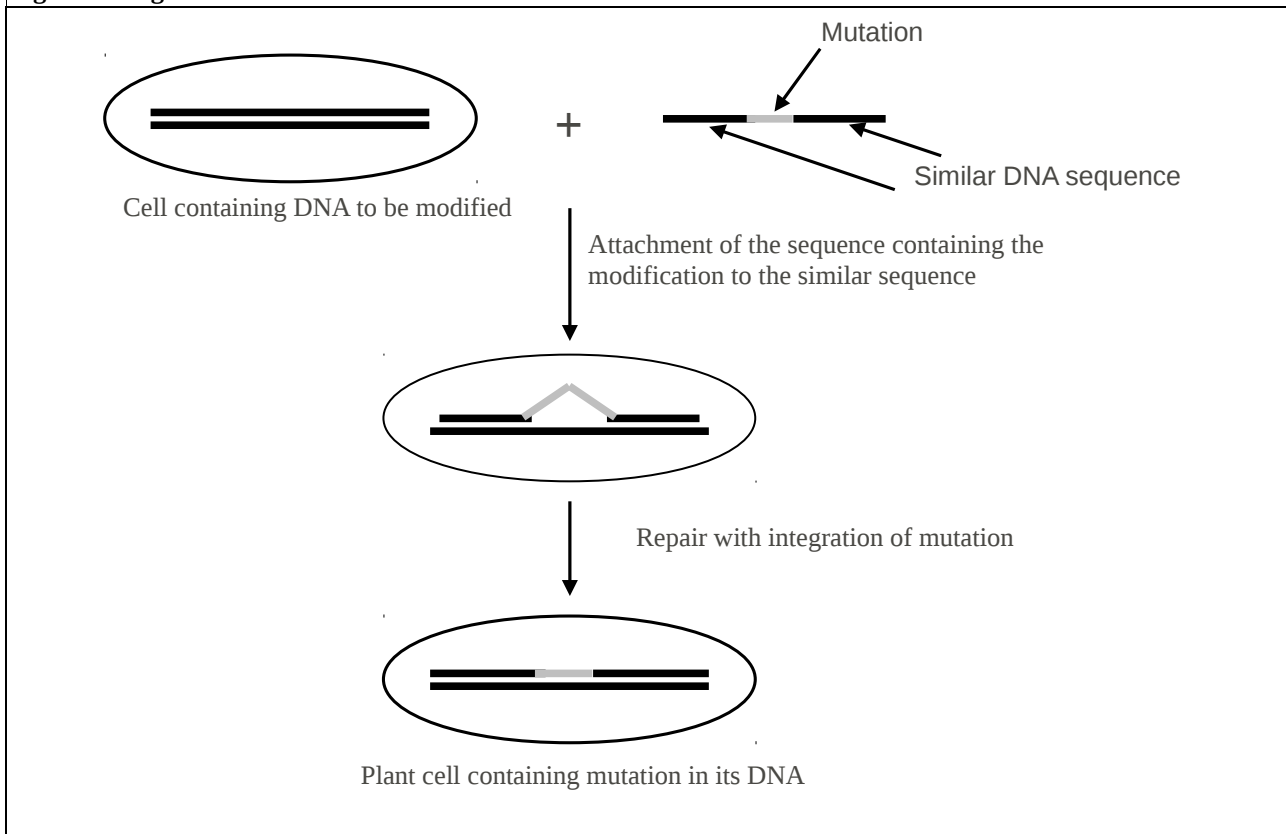 Mutation
+
Similar DNA sequence
Cell containing DNA to be modified
Attachment of the sequence containing the
modification to the similar sequence
Repair with integration of mutation
Plant cell containing mutation in its DNA